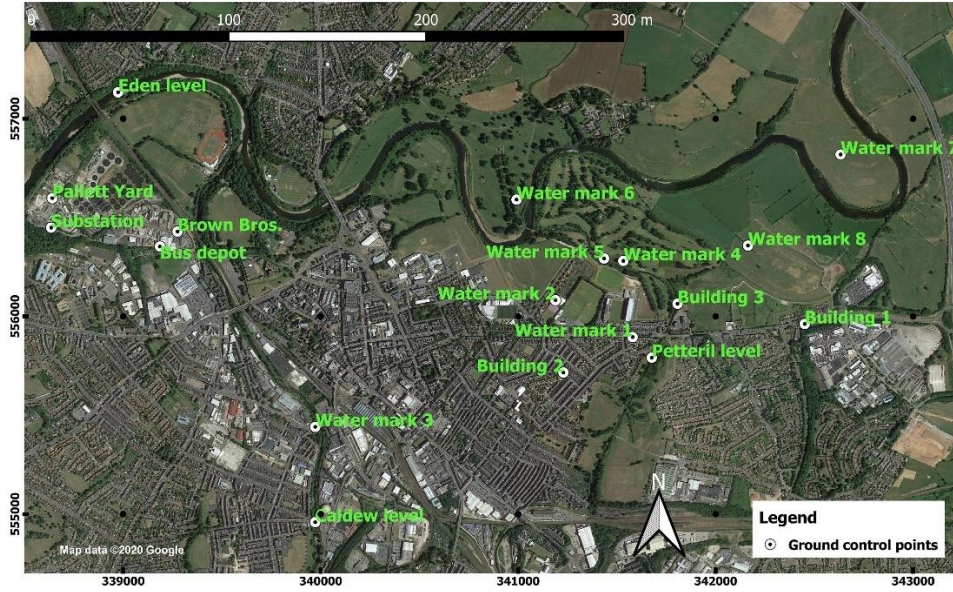 0 100 200 300 m
Eden level
557000
Water mark 7
Pallett Yard
Water mark 6
Substation
Brown Bros.
Bus depot
Water mark 8
Water mark 5
Water mark 4
Water mark 2
Building 3
556000
Building 1
Water mark 1
Petteril level
Building 2
Water mark 3
N
555000
Caldew level
Legend
Ground control points
Map data ©2020 Google
339000 340000 341000 342000 343000